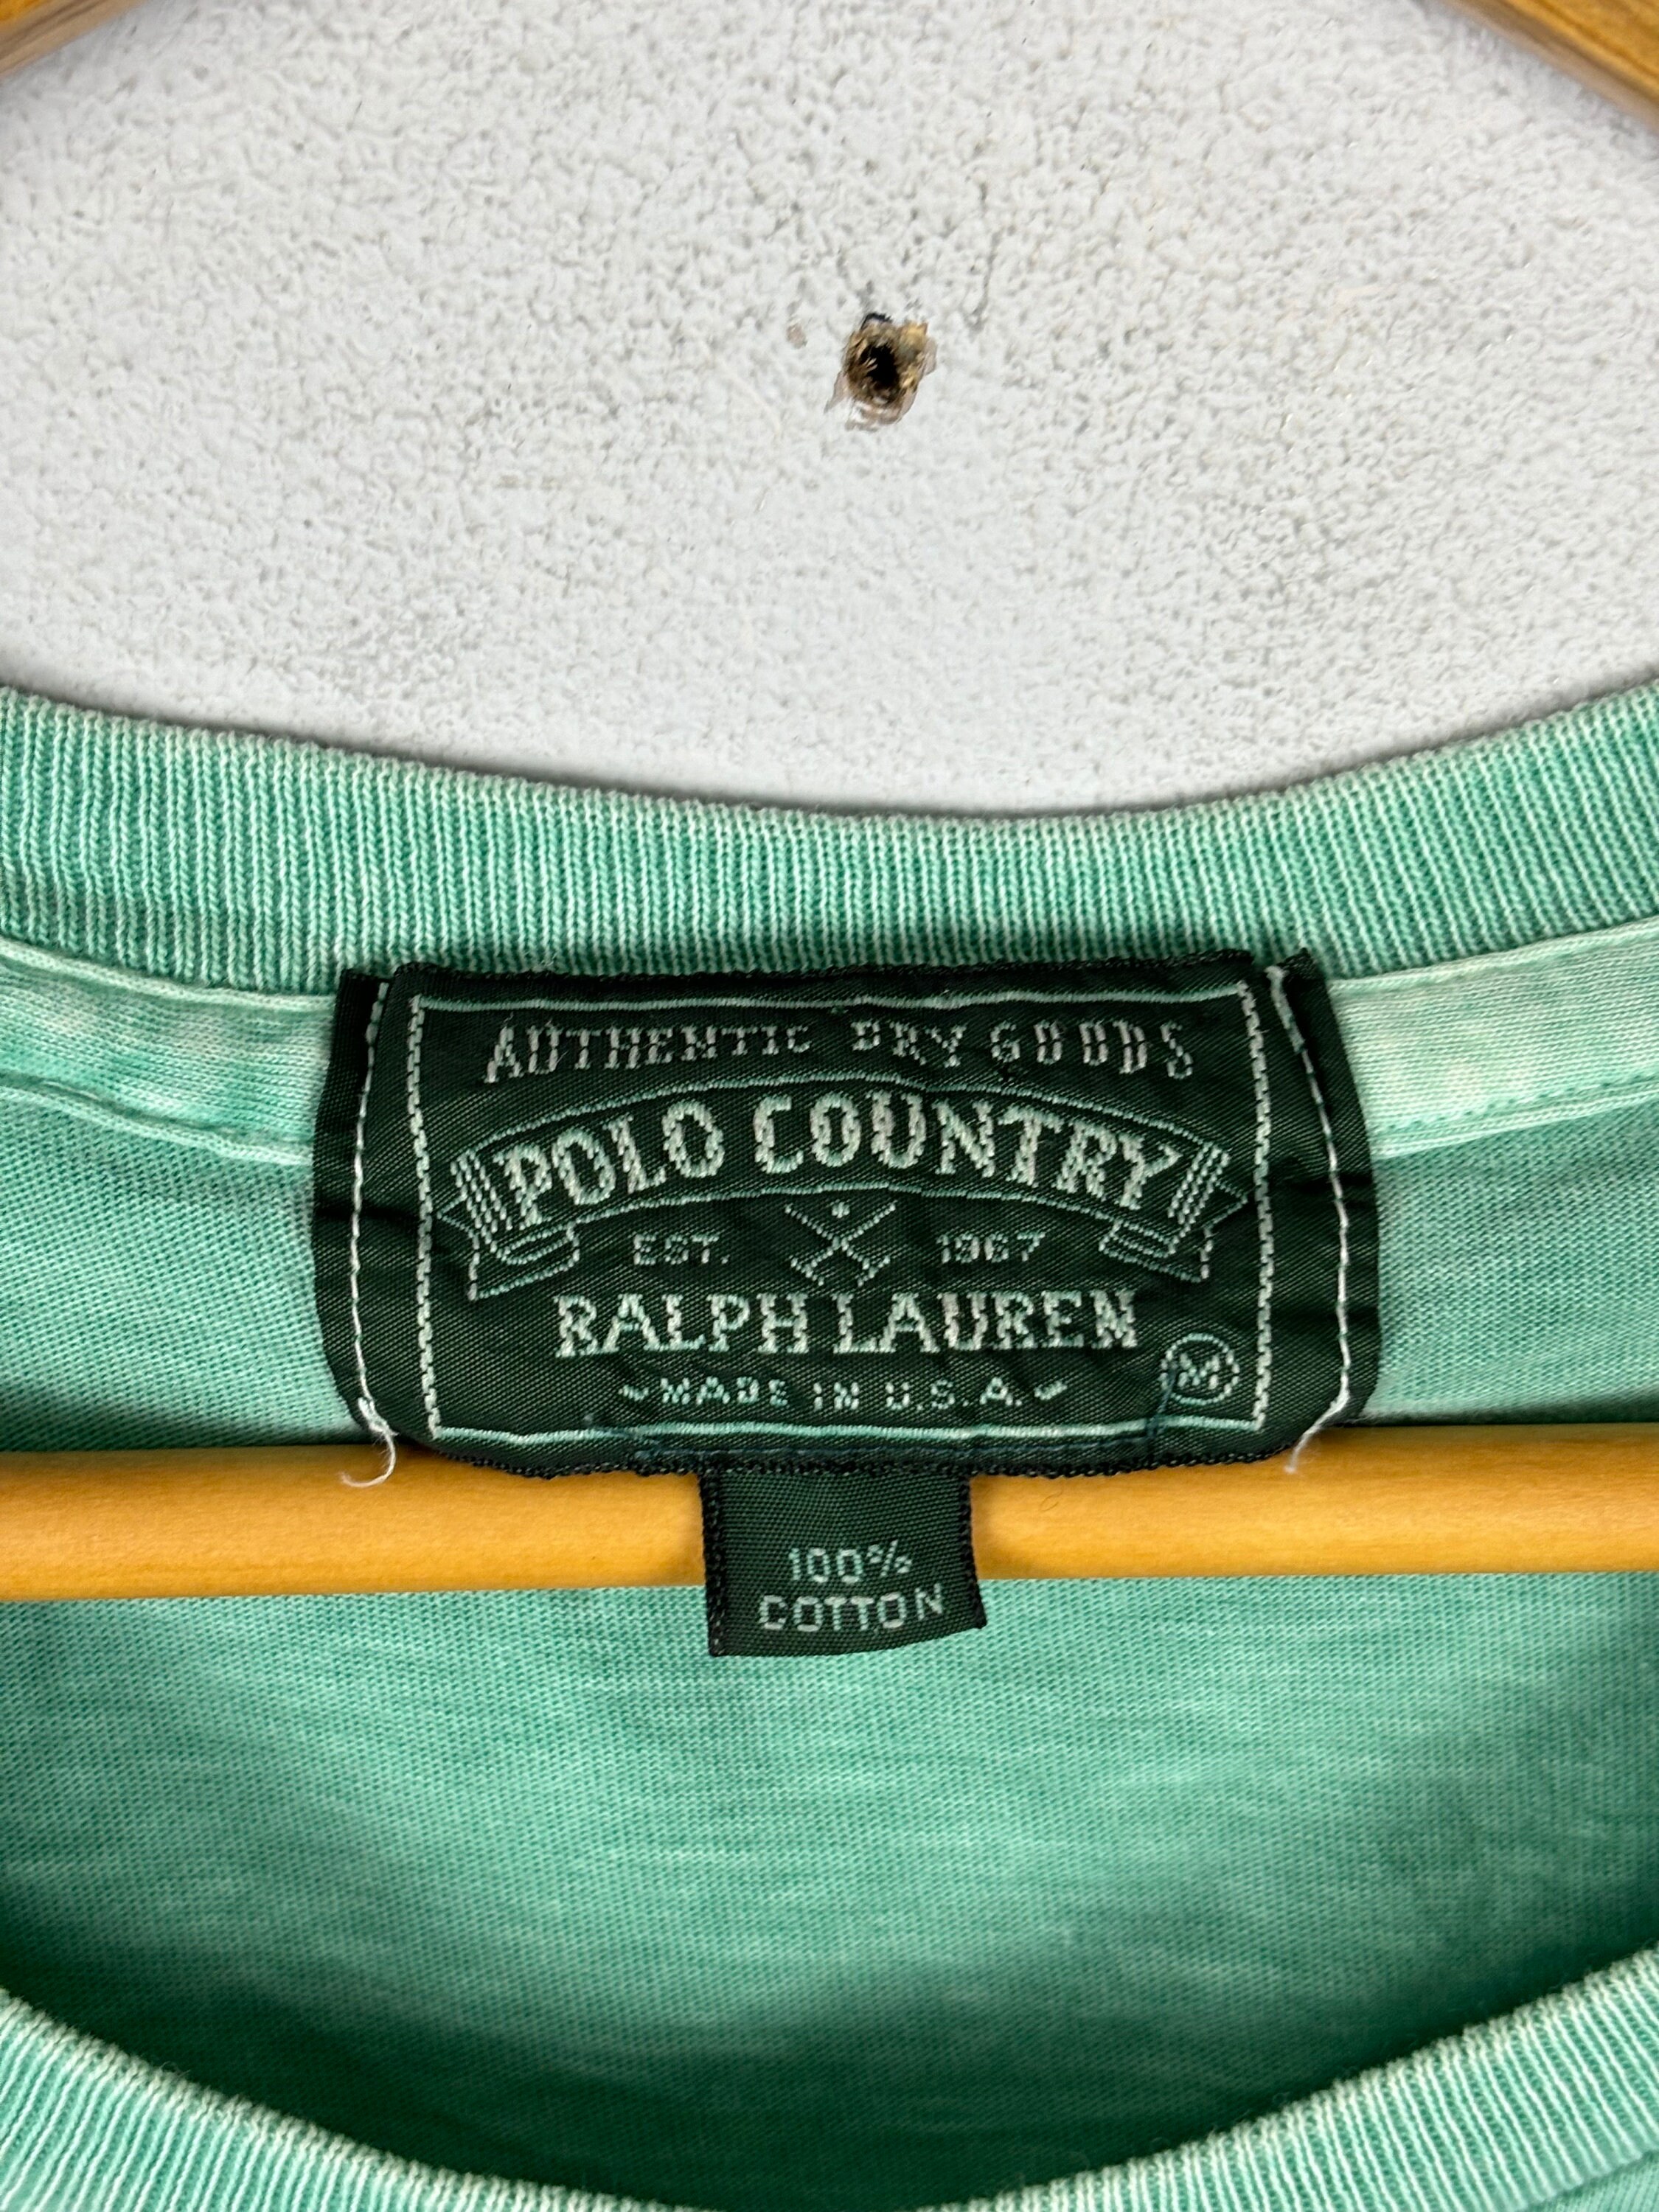 AUTHENTIC DRY GOODS
POLO COUNTRY
EST. 1967
RALPH LAUREN
M
MADE IN U.S.A.
100%
COTTON